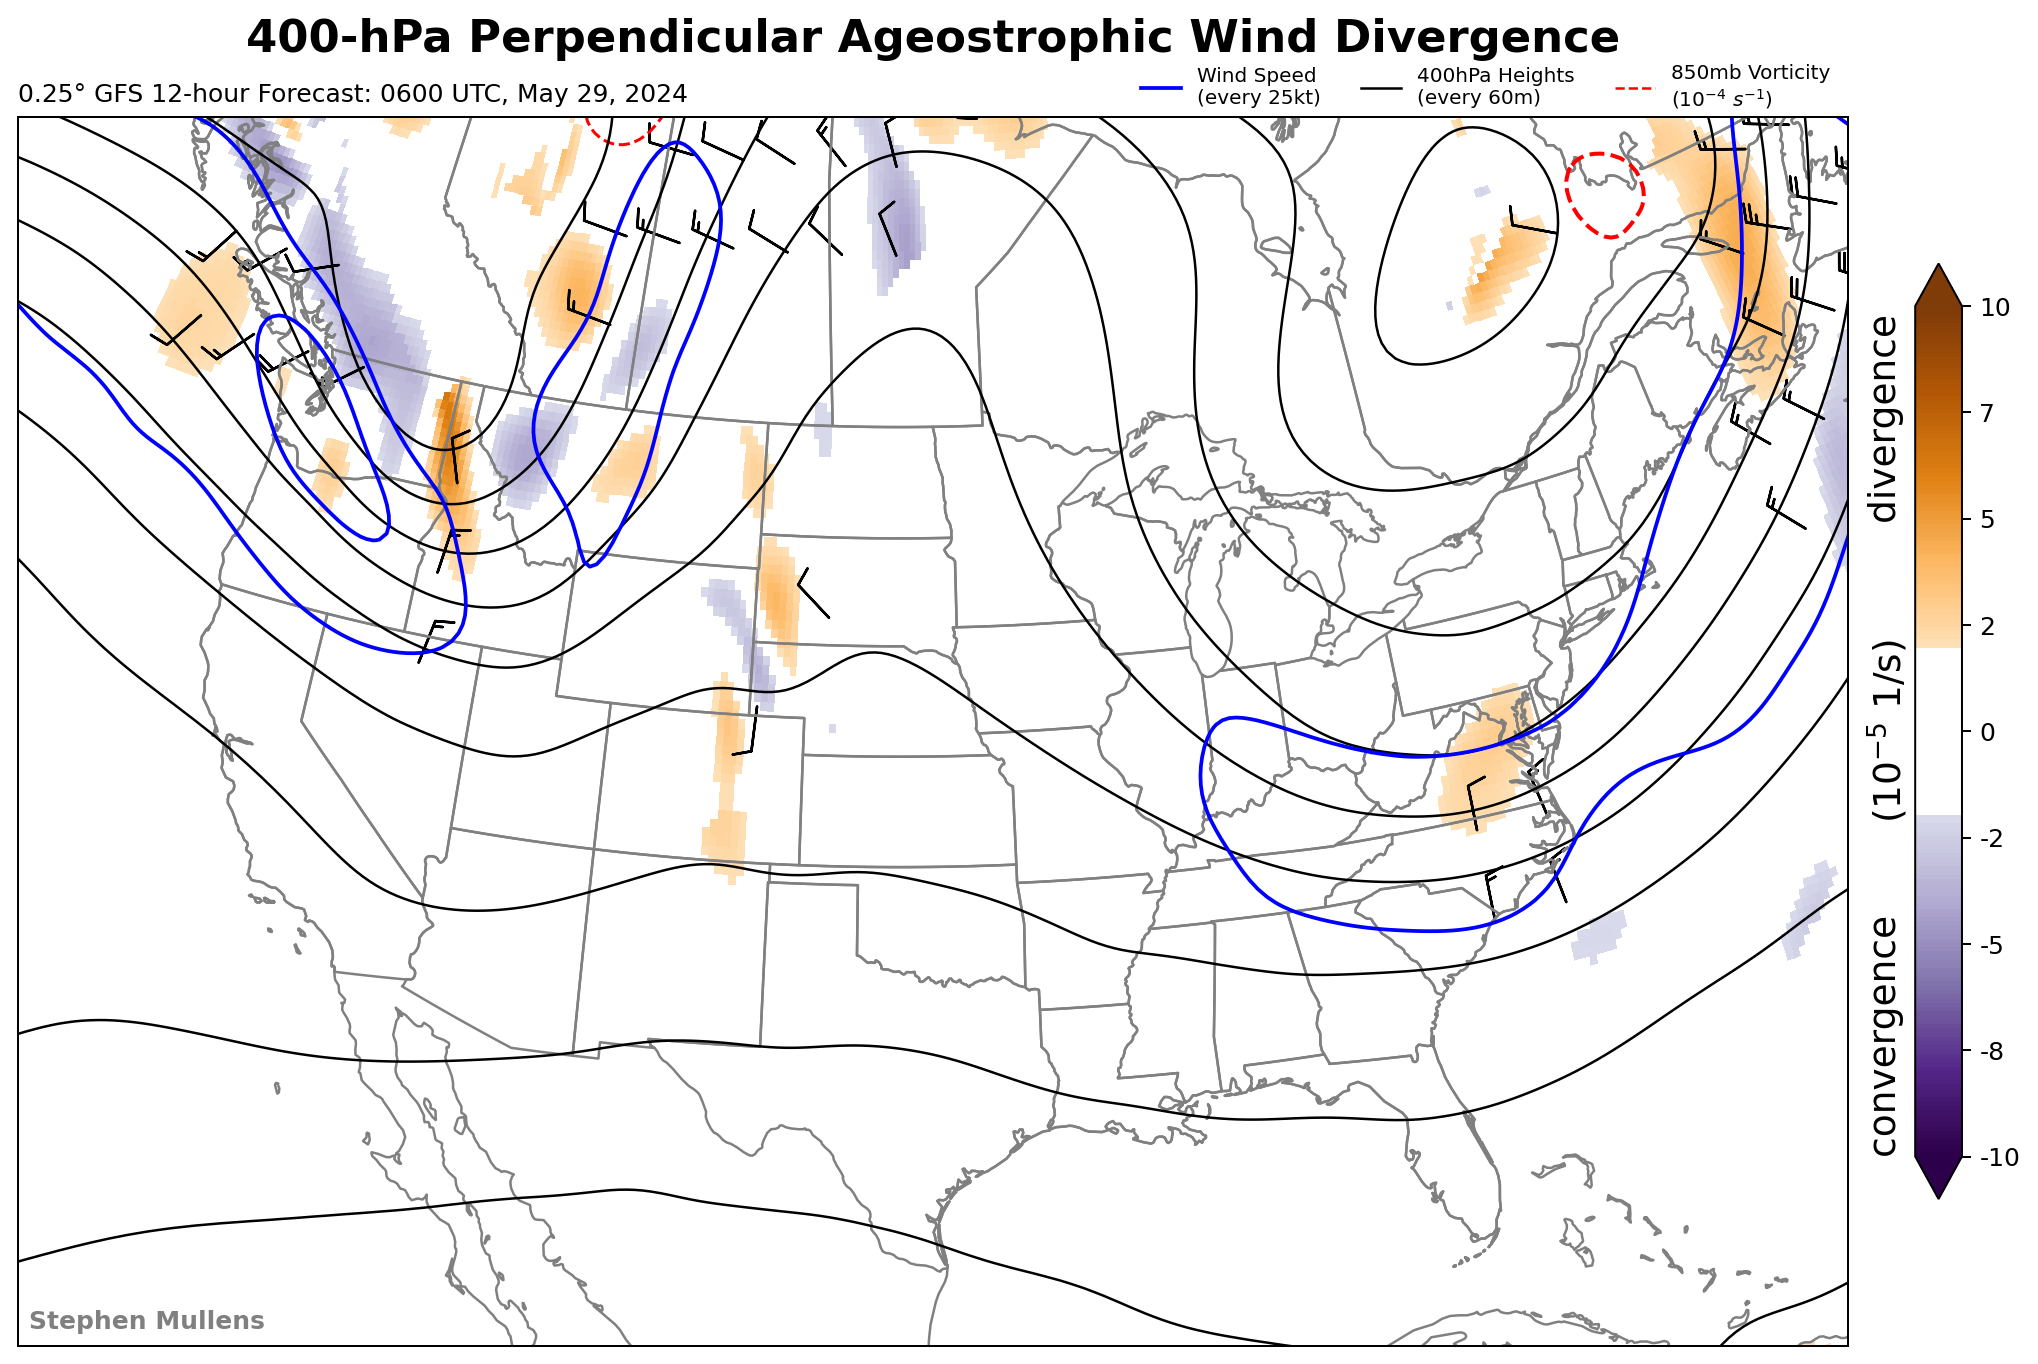 400-hPa Perpendicular Ageostrophic Wind Divergence
0.25° GFS 12-hour Forecast: 0600 UTC, May 29, 2024
Wind Speed
(every 25kt)
400hPa Heights
(every 60m)
850mb Vorticity
(10⁻⁴ s⁻¹)
10
7
5
2
0
-2
-5
-8
-10
convergence (10⁻⁵ 1/s) divergence
Stephen Mullens